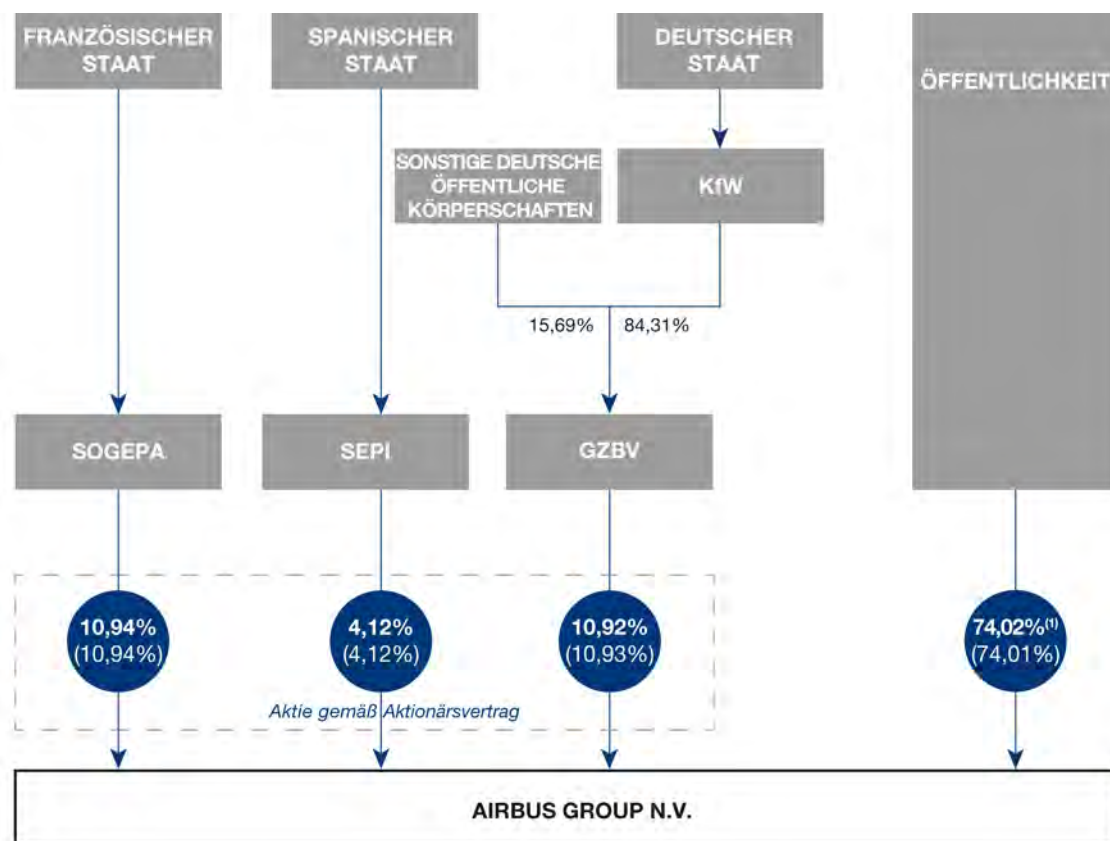 FRANZÖSISCHER
STAAT
SPANISCHER
STAAT
DEUTSCHER
STAAT
ÖFFENTLICHKEIT
SONSTIGE DEUTSCHE
ÖFFENTLICHE
KÖRPERSCHAFTEN
KfW
15,69%
84,31%
SOGEPA
SEPI
GZBV
10,94%
(10,94%)
4,12%
(4,12%)
10,92%
(10,93%)
74,02%(1)
(74,01%)
Aktie gemäß Aktionärsvertrag
AIRBUS GROUP N.V.